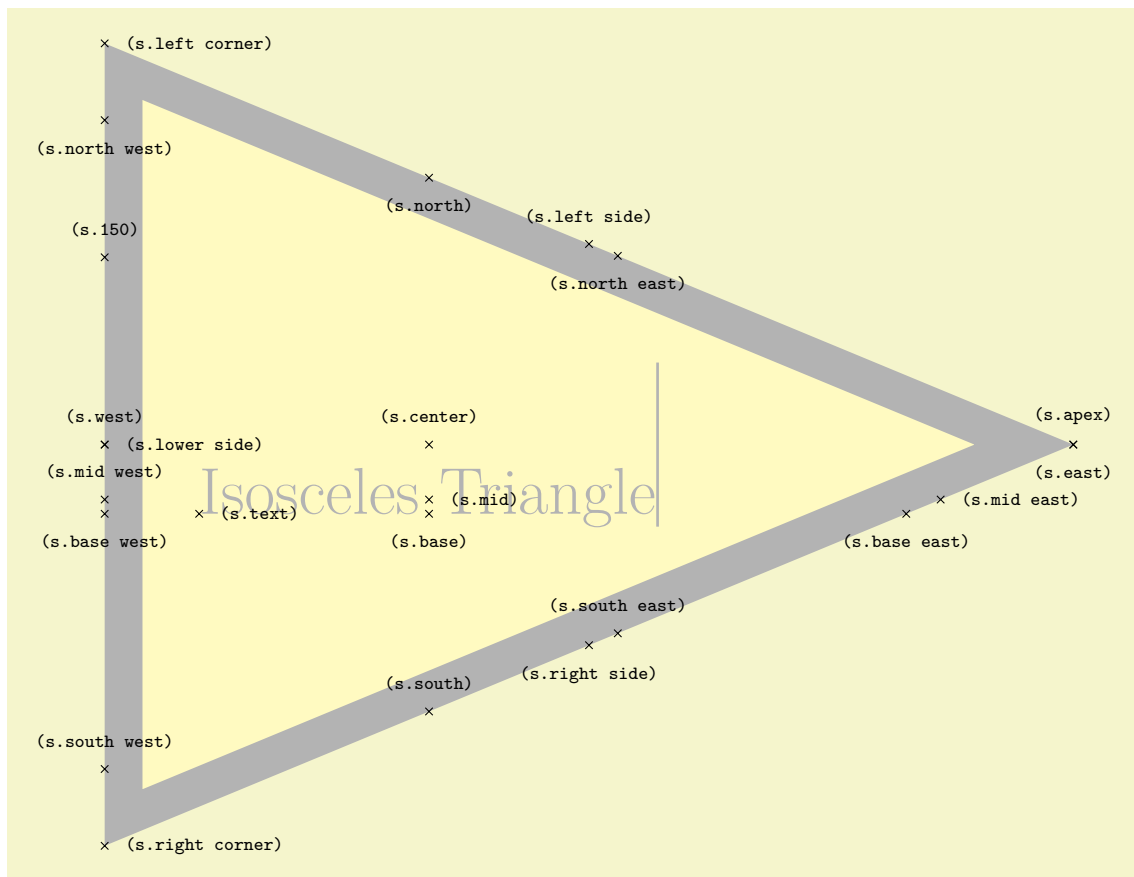 (s.left corner)
(s.north west)
(s.north)
(s.left side)
(s.150)
(s.north east)
(s.apex)
(s.west)
(s.center)
(s.lower side)
(s.mid west)
(s.east)
Isosceles Triangle
(s.mid)
(s.mid east)
(s.text)
(s.base west)
(s.base)
(s.base east)
(s.south east)
(s.right side)
(s.south)
(s.south west)
(s.right corner)